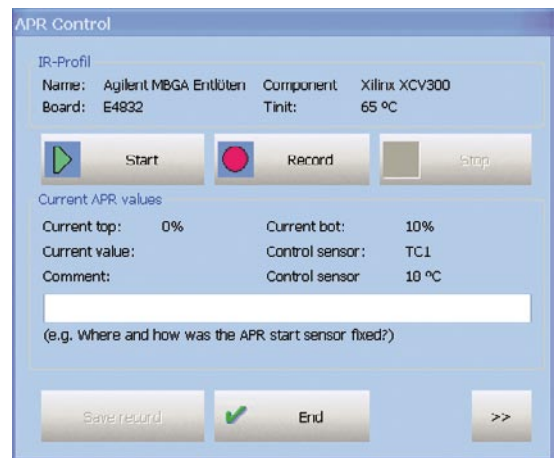 APR Control
IR-Profil
Name: Agilent MBGA Entlöten Component Xilinx XCV300
Board: E4832 Tinit: 65 ºC
Start Record Stop
Current APR values
Current top: 0% Current bot: 10%
Current value: Control sensor: TC1
Comment: Control sensor 18 ºC
(e.g. Where and how was the APR start sensor fixed?)
Save record End >>